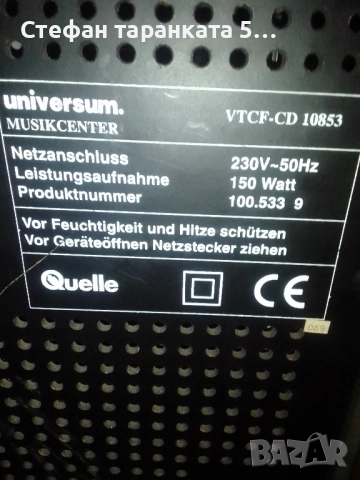 Стефан таранката 5...
universum.
MUSIKCENTER VTCF-CD 10853
Netzanschluss 230V~50Hz
Leistungsaufnahme 150 Watt
Produktnummer 100.533 9
Vor Feuchtigkeit und Hitze schützen
Vor Geräteöffnen Netzstecker ziehen
Quelle CE
069
BAZAR